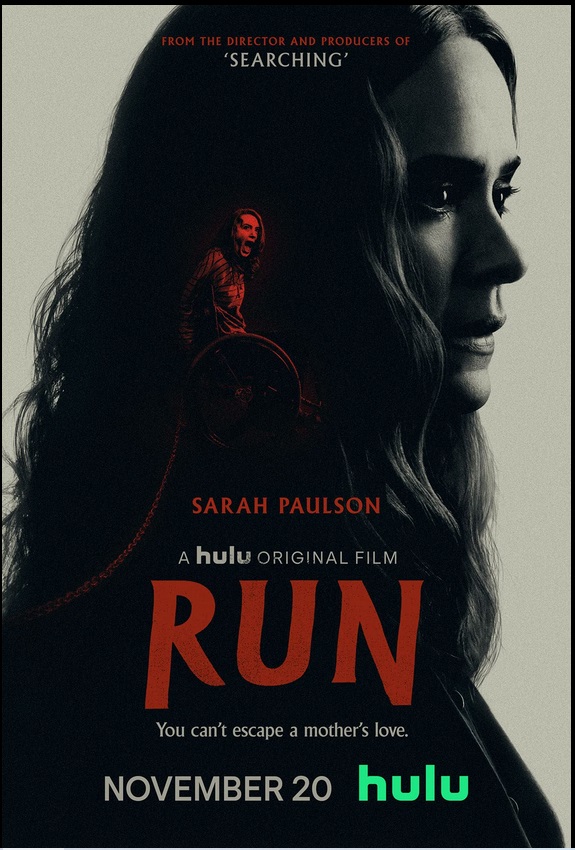 FROM THE DIRECTOR AND PRODUCERS OF
‘SEARCHING’
SARAH PAULSON
A hulu ORIGINAL FILM
RUN
You can’t escape a mother’s love.
NOVEMBER 20 hulu